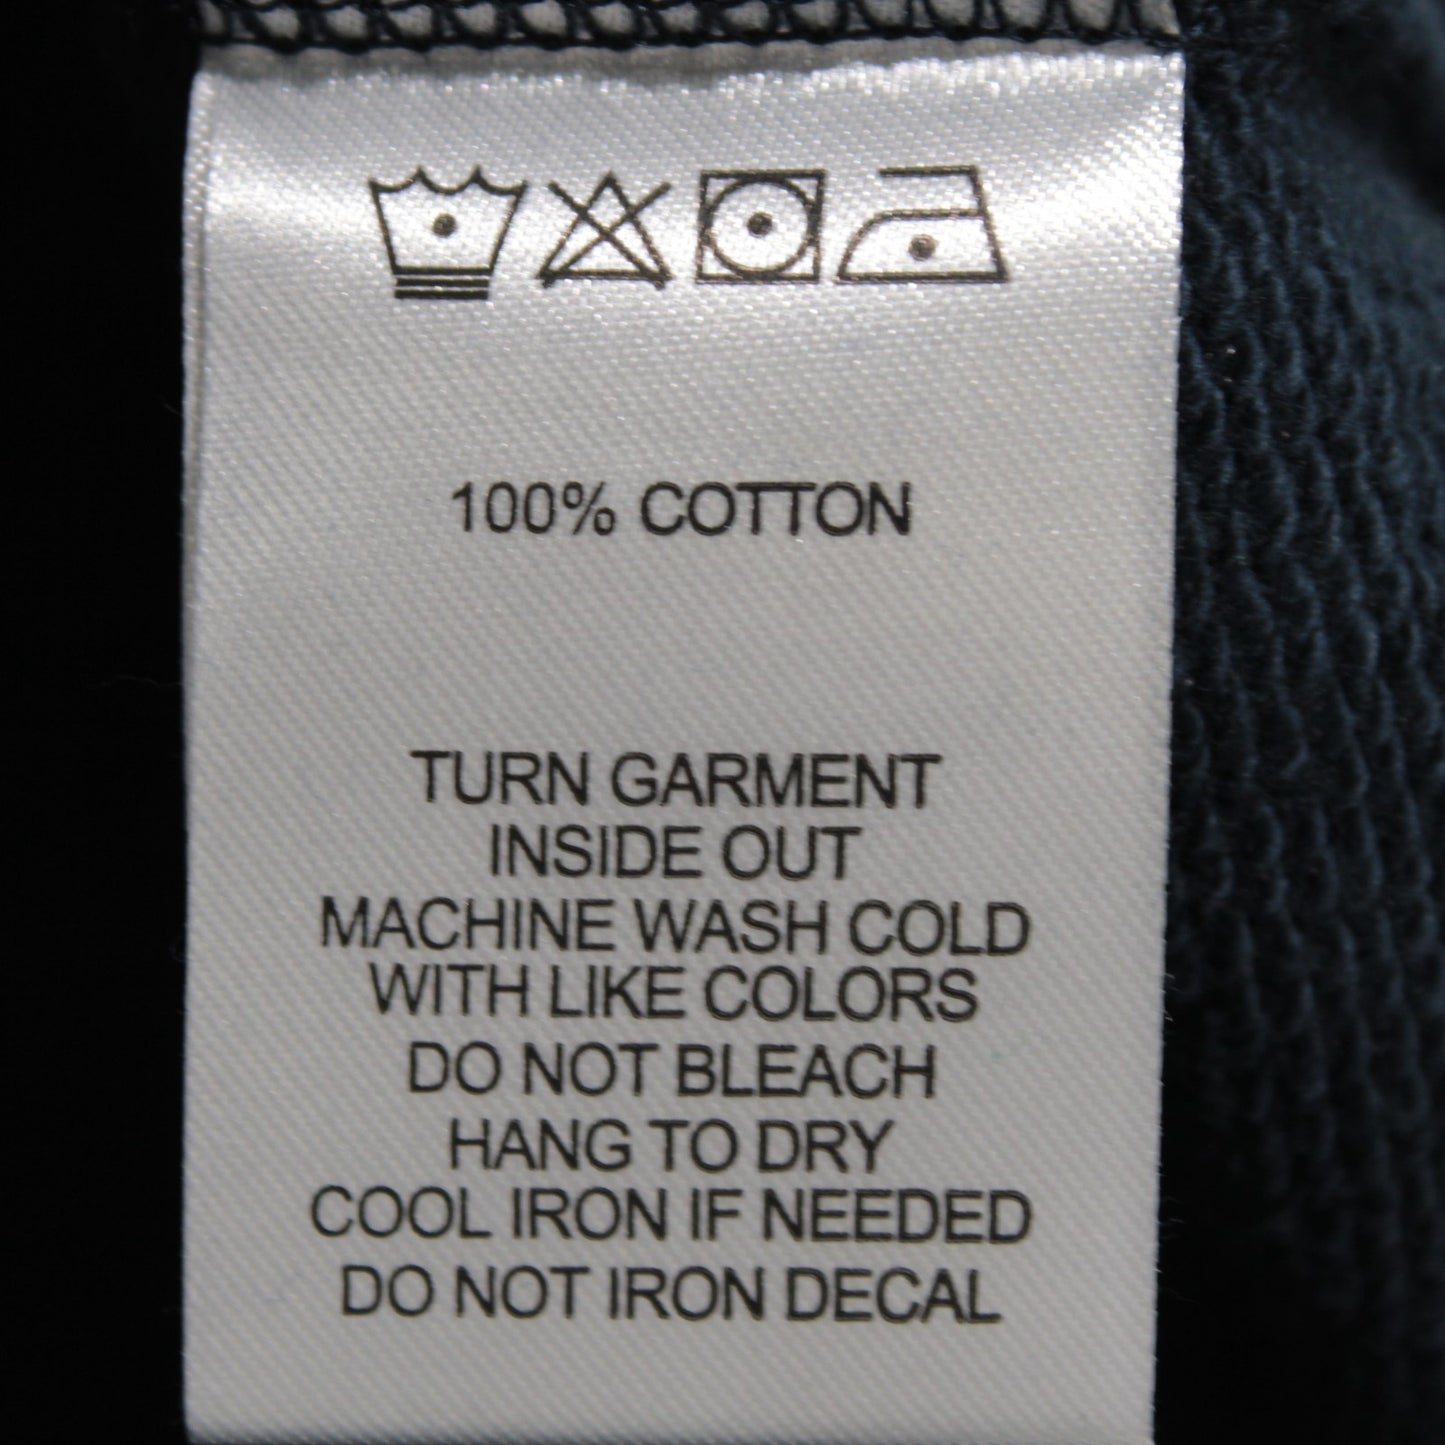 100% COTTON
TURN GARMENT
INSIDE OUT
MACHINE WASH COLD
WITH LIKE COLORS
DO NOT BLEACH
HANG TO DRY
COOL IRON IF NEEDED
DO NOT IRON DECAL